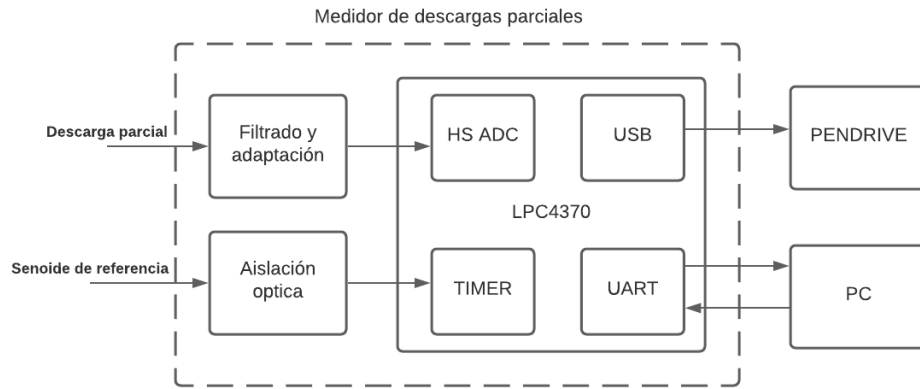 Medidor de descargas parciales
Descarga parcial
Filtrado y
adaptación
HS ADC
USB
PENDRIVE
LPC4370
Senoide de referencia
Aislación
optica
TIMER
UART
PC